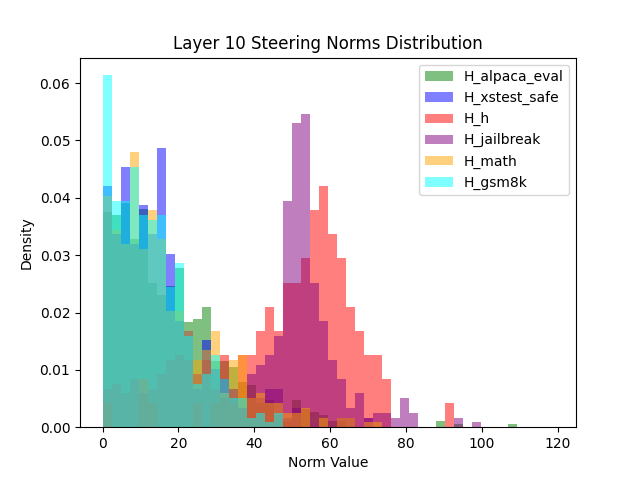 Layer 10 Steering Norms Distribution
H_alpaca_eval
H_xstest_safe
H_h
H_jailbreak
H_math
H_gsm8k
Density
0.06
0.05
0.04
0.03
0.02
0.01
0.00
0 20 40 60 80 100 120
Norm Value